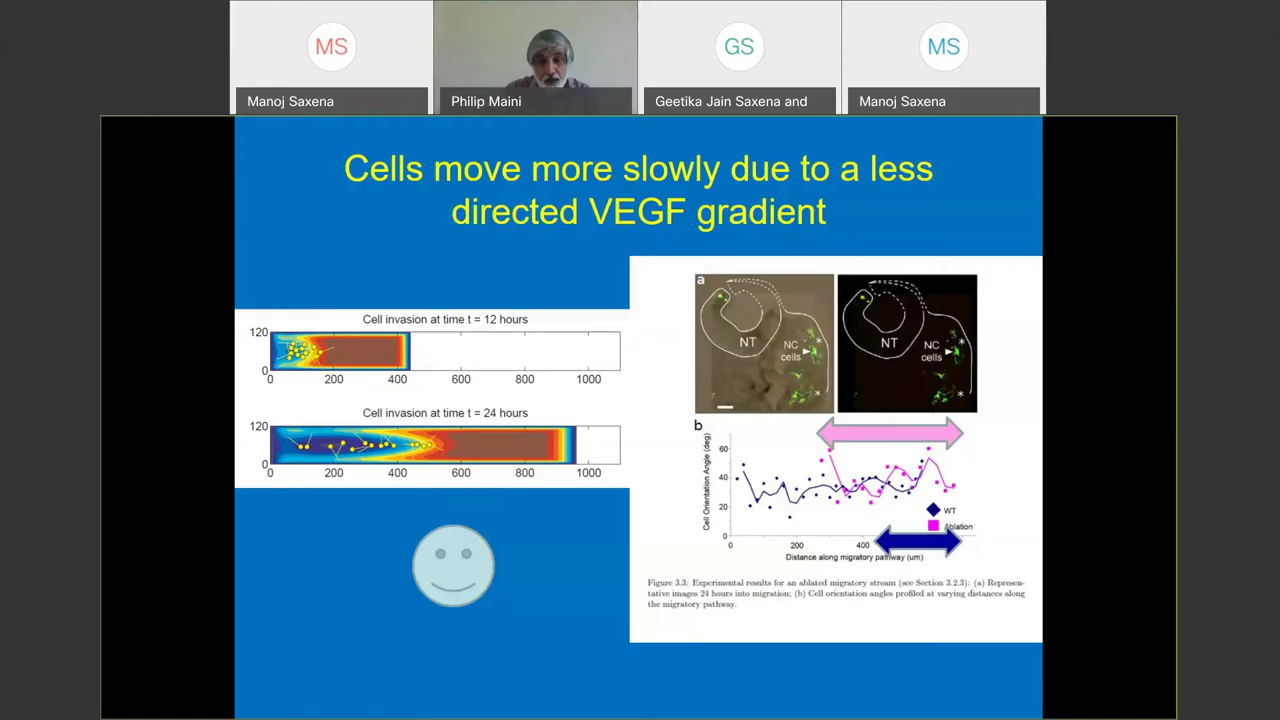 MS
GS
MS
Manoj Saxena
Philip Maini
Geetika Jain Saxena and
Manoj Saxena
Cells move more slowly due to a less
directed VEGF gradient
Cell invasion at time t = 12 hours
120
0
0 200 400 600 800 1000
Cell invasion at time t = 24 hours
120
0
0 200 400 600 800 1000
a
NT
NC
cells
*
*
NT
NC
cells
*
*
b
Cell Orientation Angle (deg)
60
40
20
0
0 200 400
WT
Ablation
Distance along migratory pathway (um)
Figure 3.3: Experimental results for an ablated migratory stream (see Section 3.2.3): (a) Represen-
tative images 24 hours into migration; (b) Cell orientation angles profiled at varying distances along
the migratory pathway.